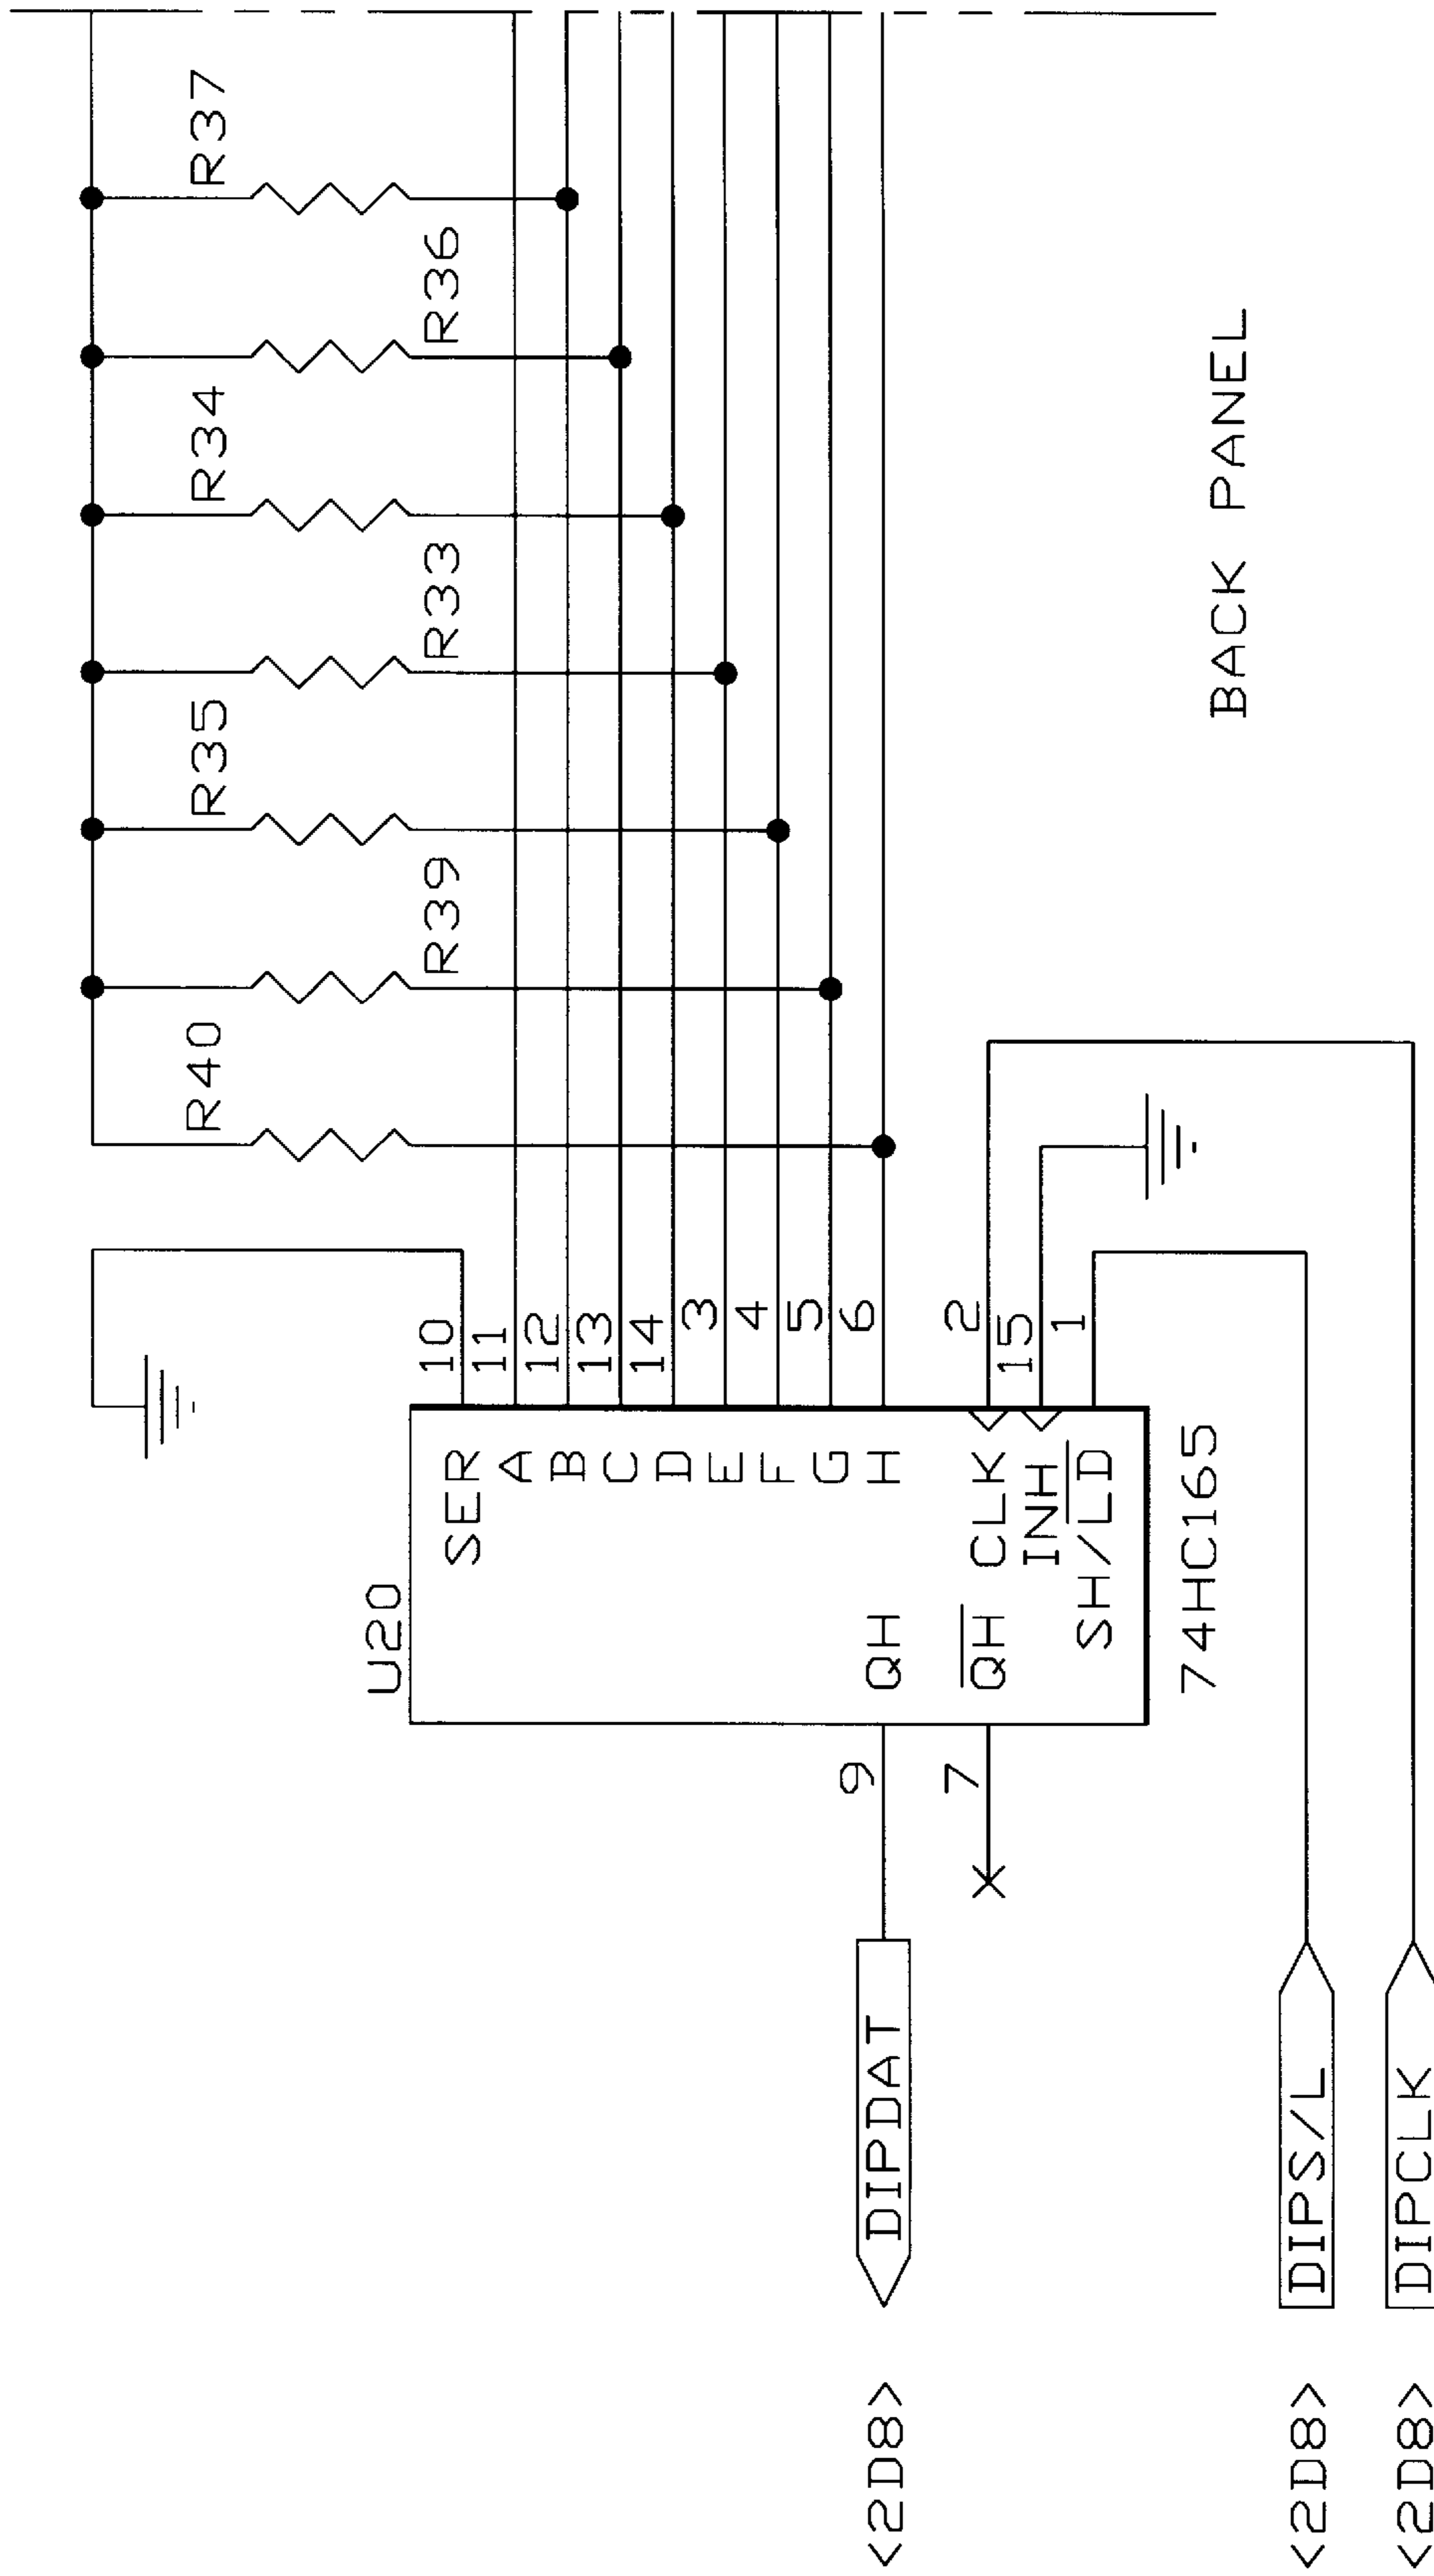 R40
R39
R35
R33
R34
R36
R37
U20
SER 10
A 11
B 12
C 13
D 14
E 3
F 4
G 5
<2D8> DIPDAT 9 QH H 6
7 QH CLK 2
INH 15
SH/LD 1
74HC165
BACK PANEL
<2D8> DIPS/L
<2D8> DIPCLK